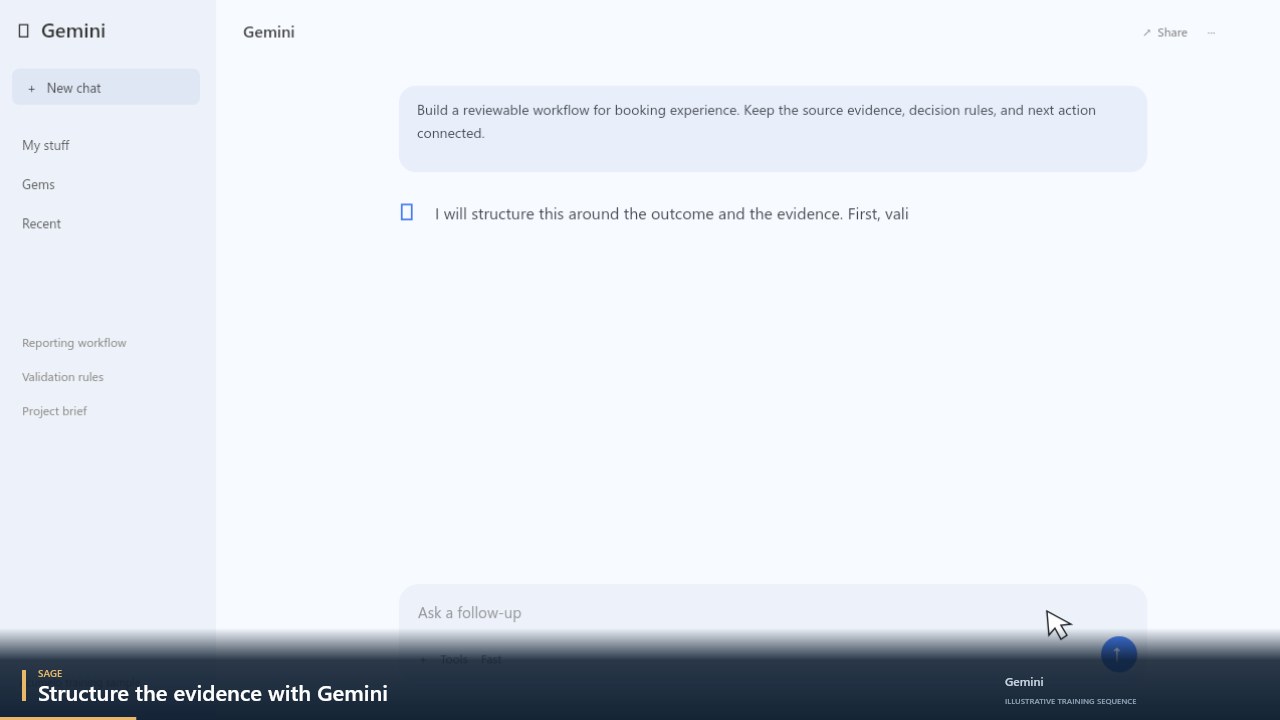 Gemini
+ New chat
My stuff
Gems
Recent
Reporting workflow
Validation rules
Project brief
Gemini
Share
Build a reviewable workflow for booking experience. Keep the source evidence, decision rules, and next action
connected.
I will structure this around the outcome and the evidence. First, vali
Ask a follow-up
+ Tools Fast
SAGE
Structure the evidence with Gemini
Gemini
ILLUSTRATIVE TRAINING SEQUENCE